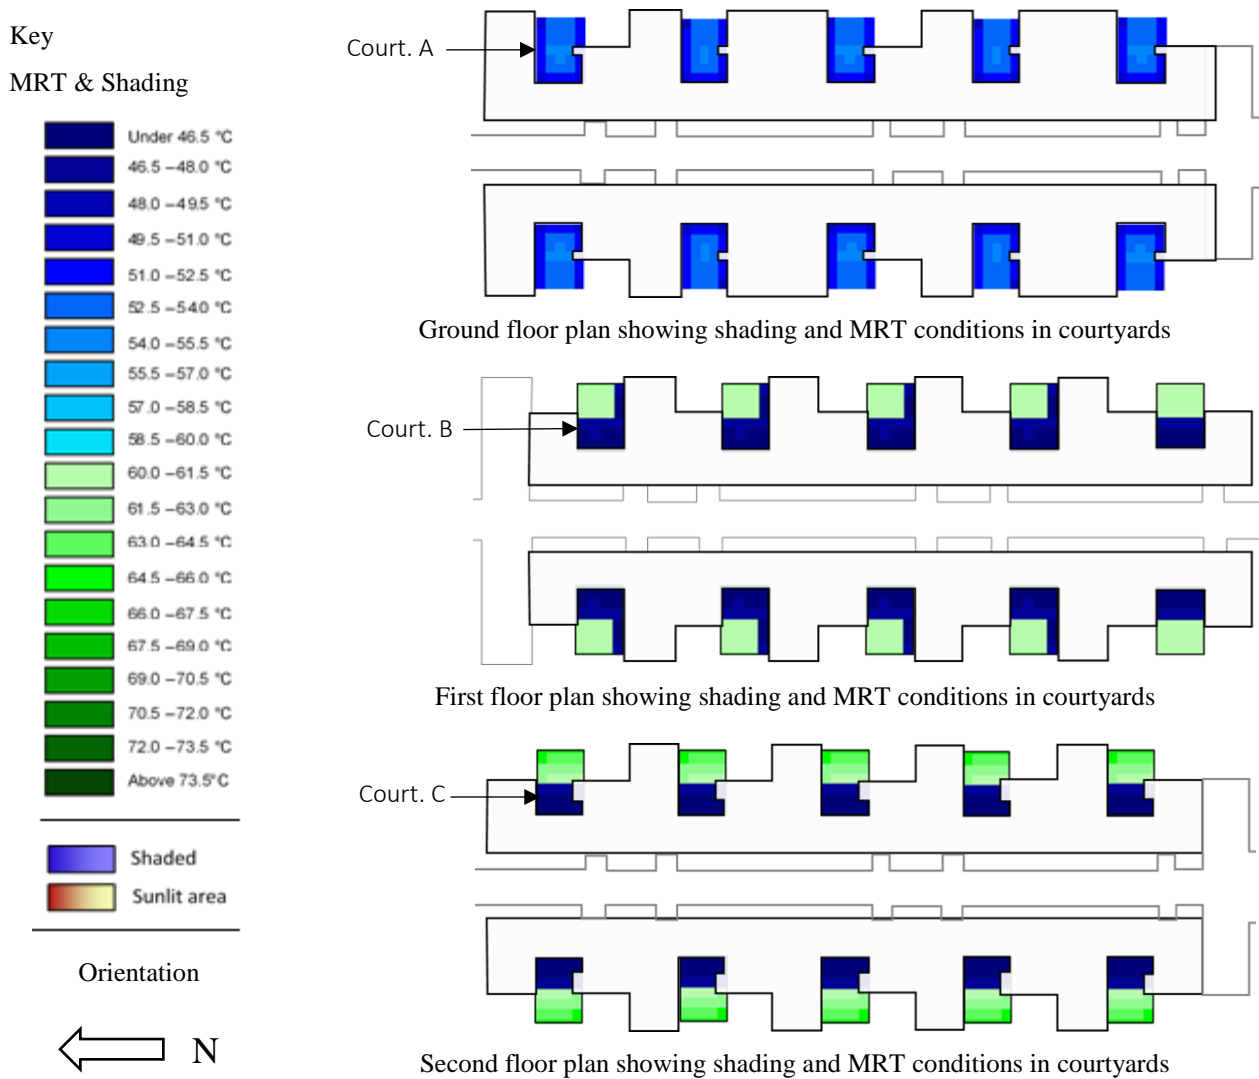 Key
MRT & Shading
Under 46.5 °C
46.5 –48.0 °C
48.0 –49.5 °C
49.5 –51.0 °C
51.0 –52.5 °C
52.5 –54.0 °C
54.0 –55.5 °C
55.5 –57.0 °C
57.0 –58.5 °C
58.5 –60.0 °C
60.0 –61.5 °C
61.5 –63.0 °C
63.0 –64.5 °C
64.5 –66.0 °C
66.0 –67.5 °C
67.5 –69.0 °C
69.0 –70.5 °C
70.5 –72.0 °C
72.0 –73.5 °C
Above 73.5°C
Shaded
Sunlit area
Orientation
N
Court. A
Ground floor plan showing shading and MRT conditions in courtyards
Court. B
First floor plan showing shading and MRT conditions in courtyards
Court. C
Second floor plan showing shading and MRT conditions in courtyards